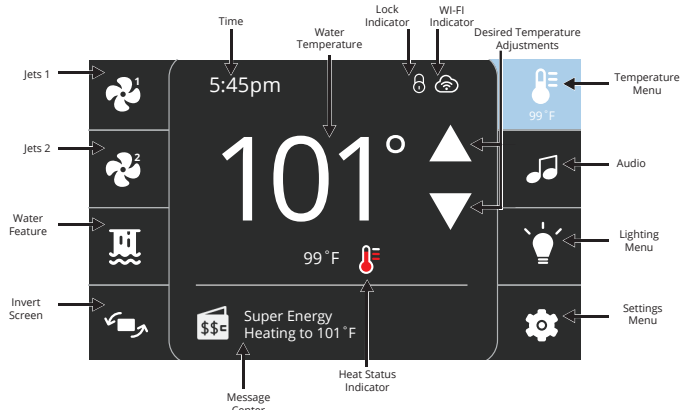 Time
Water
Temperature
Lock
Indicator
WI-FI
Indicator
Desired Temperature
Adjustments
Jets 1
Jets 2
Water
Feature
Invert
Screen
1
2
5:45pm
101°
99°F
$$
Super Energy
Heating to 101°F
99°F
Temperature
Menu
Audio
Lighting
Menu
Settings
Menu
Heat Status
Indicator
Message
Center